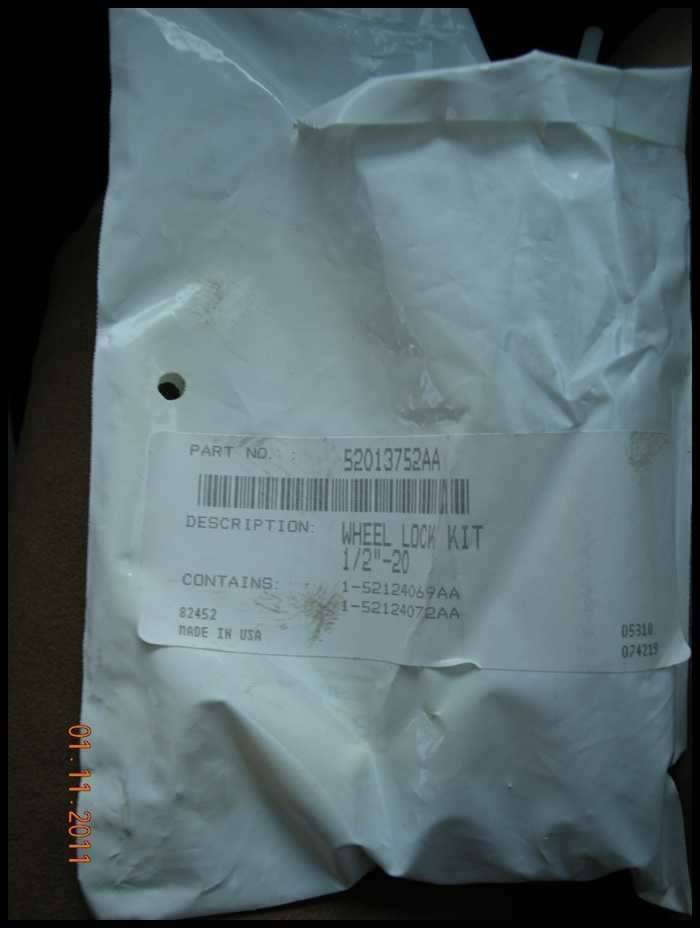 PART NO. : 52013752AA
DESCRIPTION: WHEEL LOCK KIT
1/2"-20
CONTAINS: 1-52124069AA
1-52124072AA
82452
MADE IN USA
05310
074219
01.11.2011